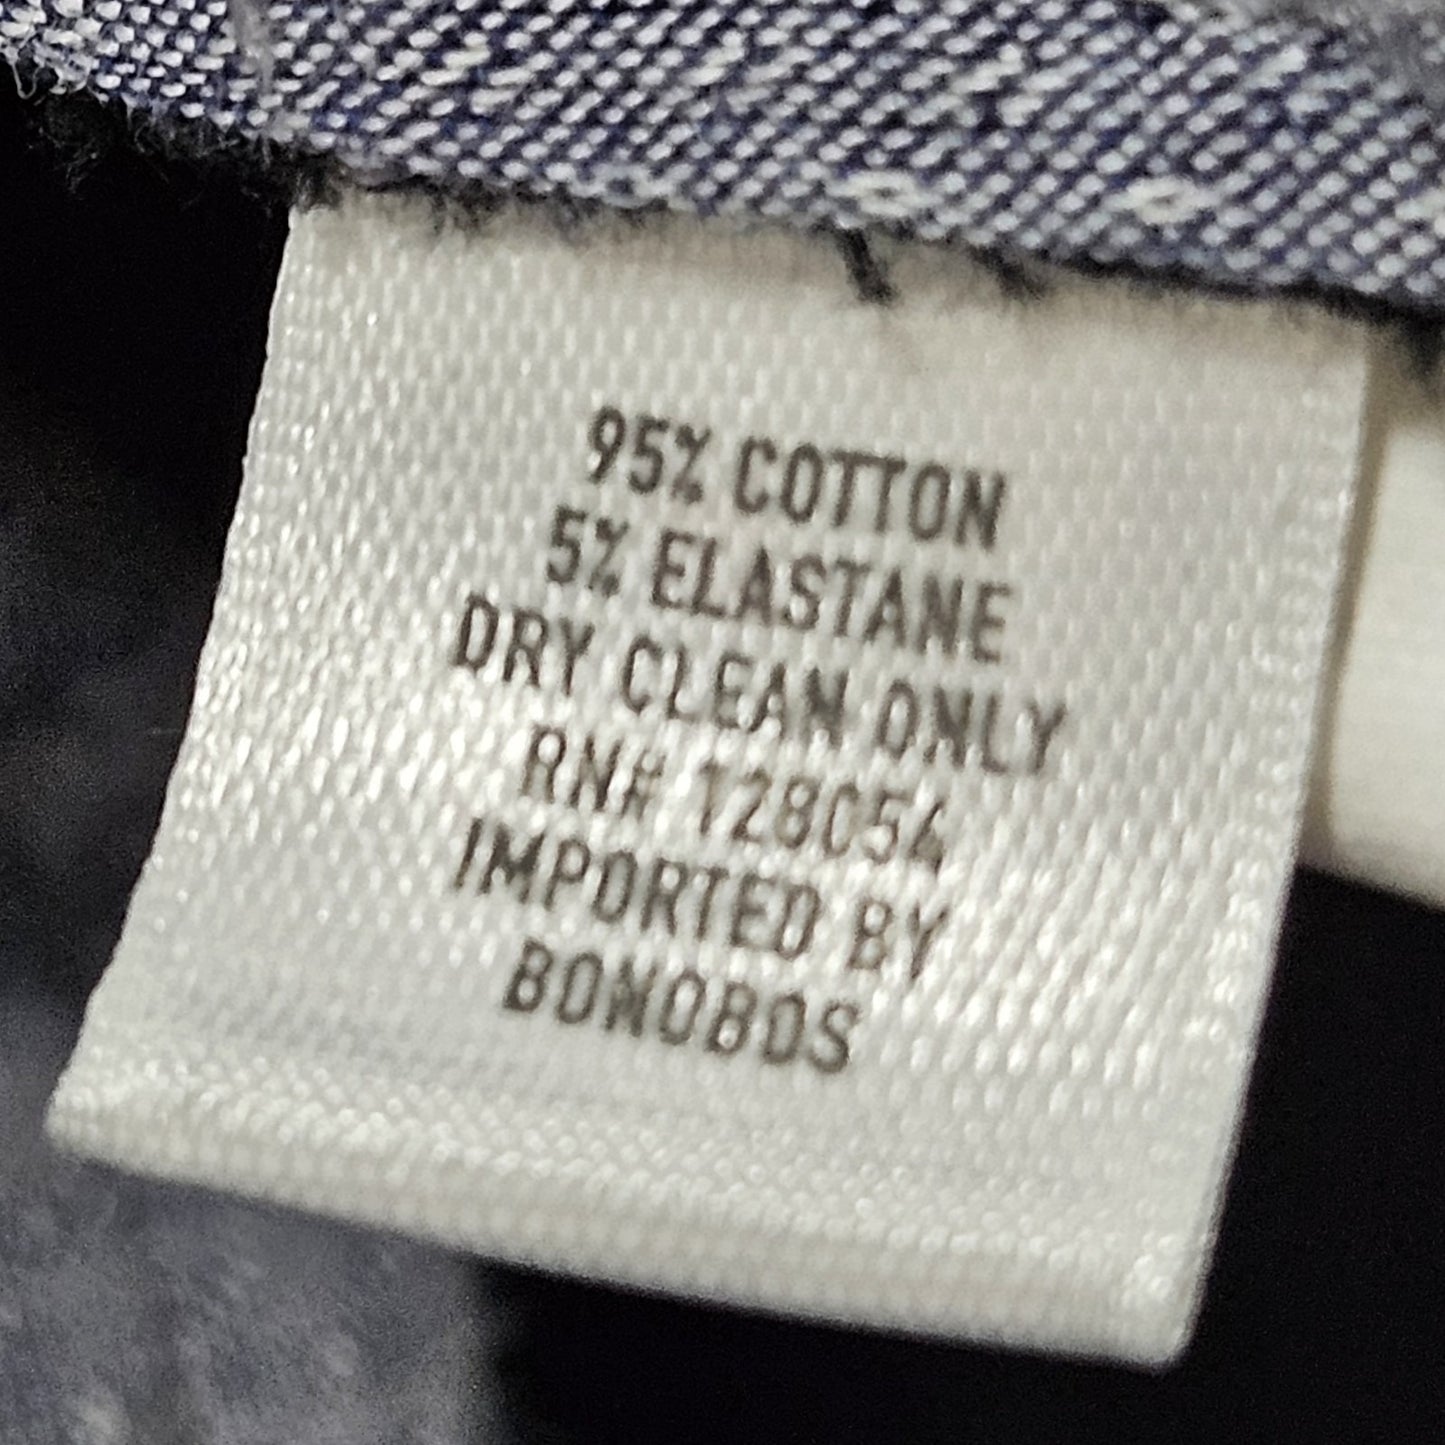 95% COTTON
5% ELASTANE
DRY CLEAN ONLY
RN# 128054
IMPORTED BY
BONOBOS